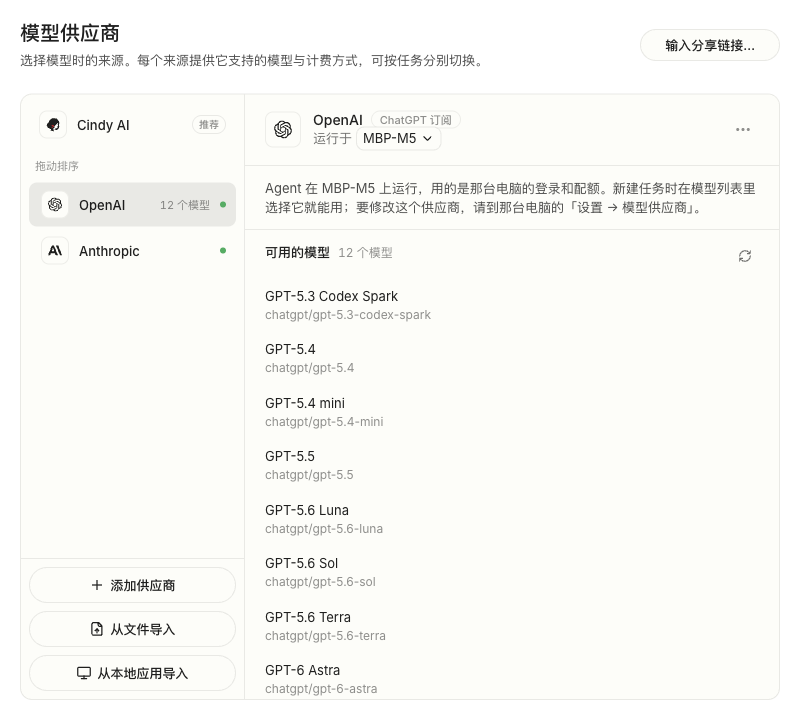 模型供应商
选择模型时的来源。每个来源提供它支持的模型与计费方式，可按任务分别切换。
输入分享链接...
Cindy AI
推荐
拖动排序
OpenAI
12 个模型
Anthropic
添加供应商
从文件导入
从本地应用导入
OpenAI
ChatGPT 订阅
运行于 MBP-M5
Agent 在 MBP-M5 上运行，用的是那台电脑的登录和配额。新建任务时在模型列表里
选择它就能用；要修改这个供应商，请到那台电脑的「设置 → 模型供应商」。
可用的模型 12 个模型
GPT-5.3 Codex Spark
chatgpt/gpt-5.3-codex-spark
GPT-5.4
chatgpt/gpt-5.4
GPT-5.4 mini
chatgpt/gpt-5.4-mini
GPT-5.5
chatgpt/gpt-5.5
GPT-5.6 Luna
chatgpt/gpt-5.6-luna
GPT-5.6 Sol
chatgpt/gpt-5.6-sol
GPT-5.6 Terra
chatgpt/gpt-5.6-terra
GPT-6 Astra
chatgpt/gpt-6-astra